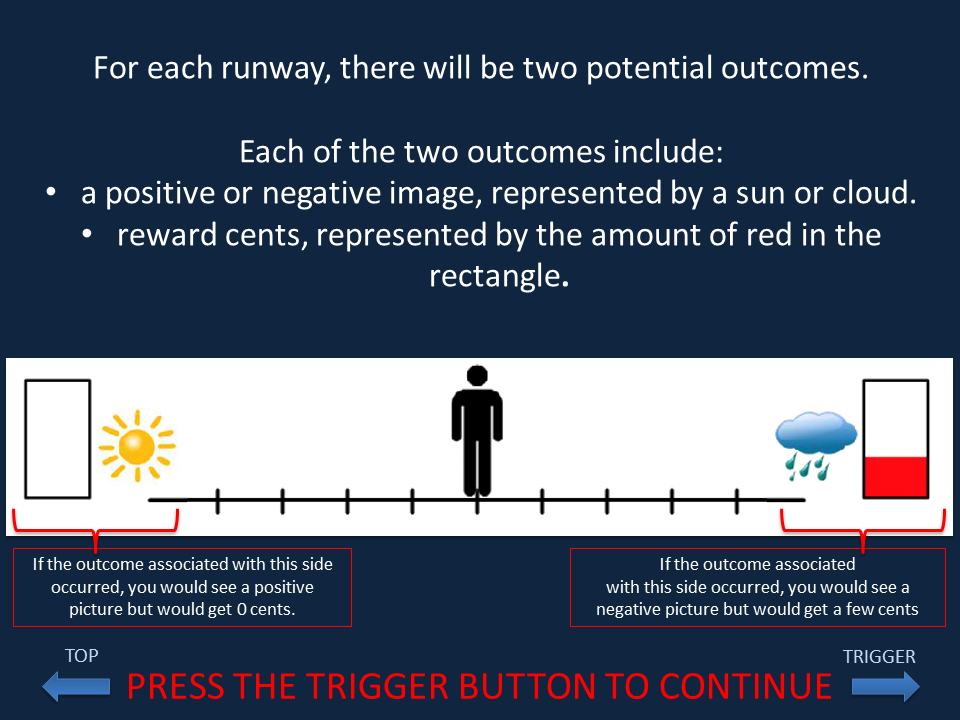 For each runway, there will be two potential outcomes.
Each of the two outcomes include:
• a positive or negative image, represented by a sun or cloud.
• reward cents, represented by the amount of red in the
rectangle.
If the outcome associated with this side
occurred, you would see a positive
picture but would get 0 cents.
If the outcome associated
with this side occurred, you would see a
negative picture but would get a few cents
TOP
TRIGGER
PRESS THE TRIGGER BUTTON TO CONTINUE